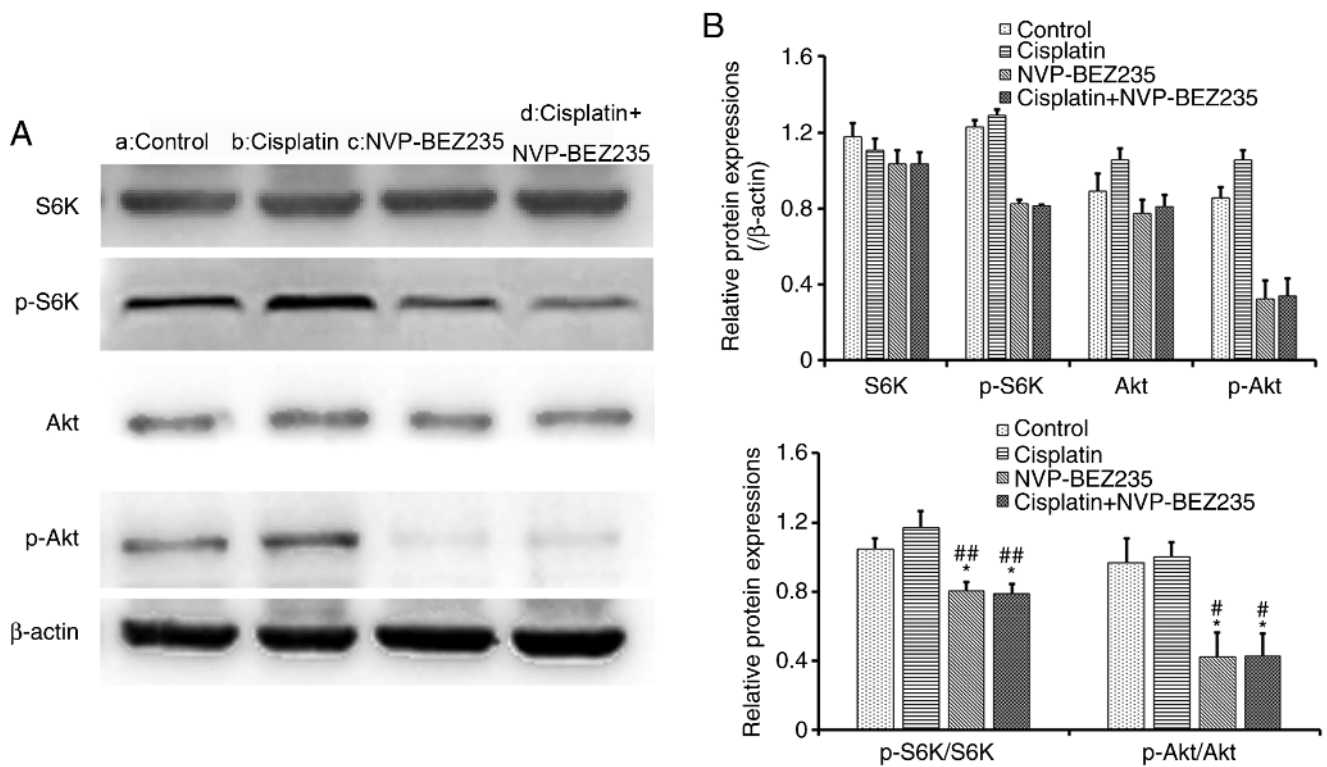 A
a:Control b:Cisplatin c:NVP-BEZ235 d:Cisplatin+
NVP-BEZ235
S6K
p-S6K
Akt
p-Akt
β-actin
B
Control
Cisplatin
NVP-BEZ235
Cisplatin+NVP-BEZ235
Relative protein expressions
(/β-actin)
1.6
1.2
0.8
0.4
0
S6K p-S6K Akt p-Akt
Control
Cisplatin
NVP-BEZ235
Cisplatin+NVP-BEZ235
Relative protein expressions
1.6
1.2
0.8
0.4
0
## ##
* *
# #
* *
p-S6K/S6K p-Akt/Akt